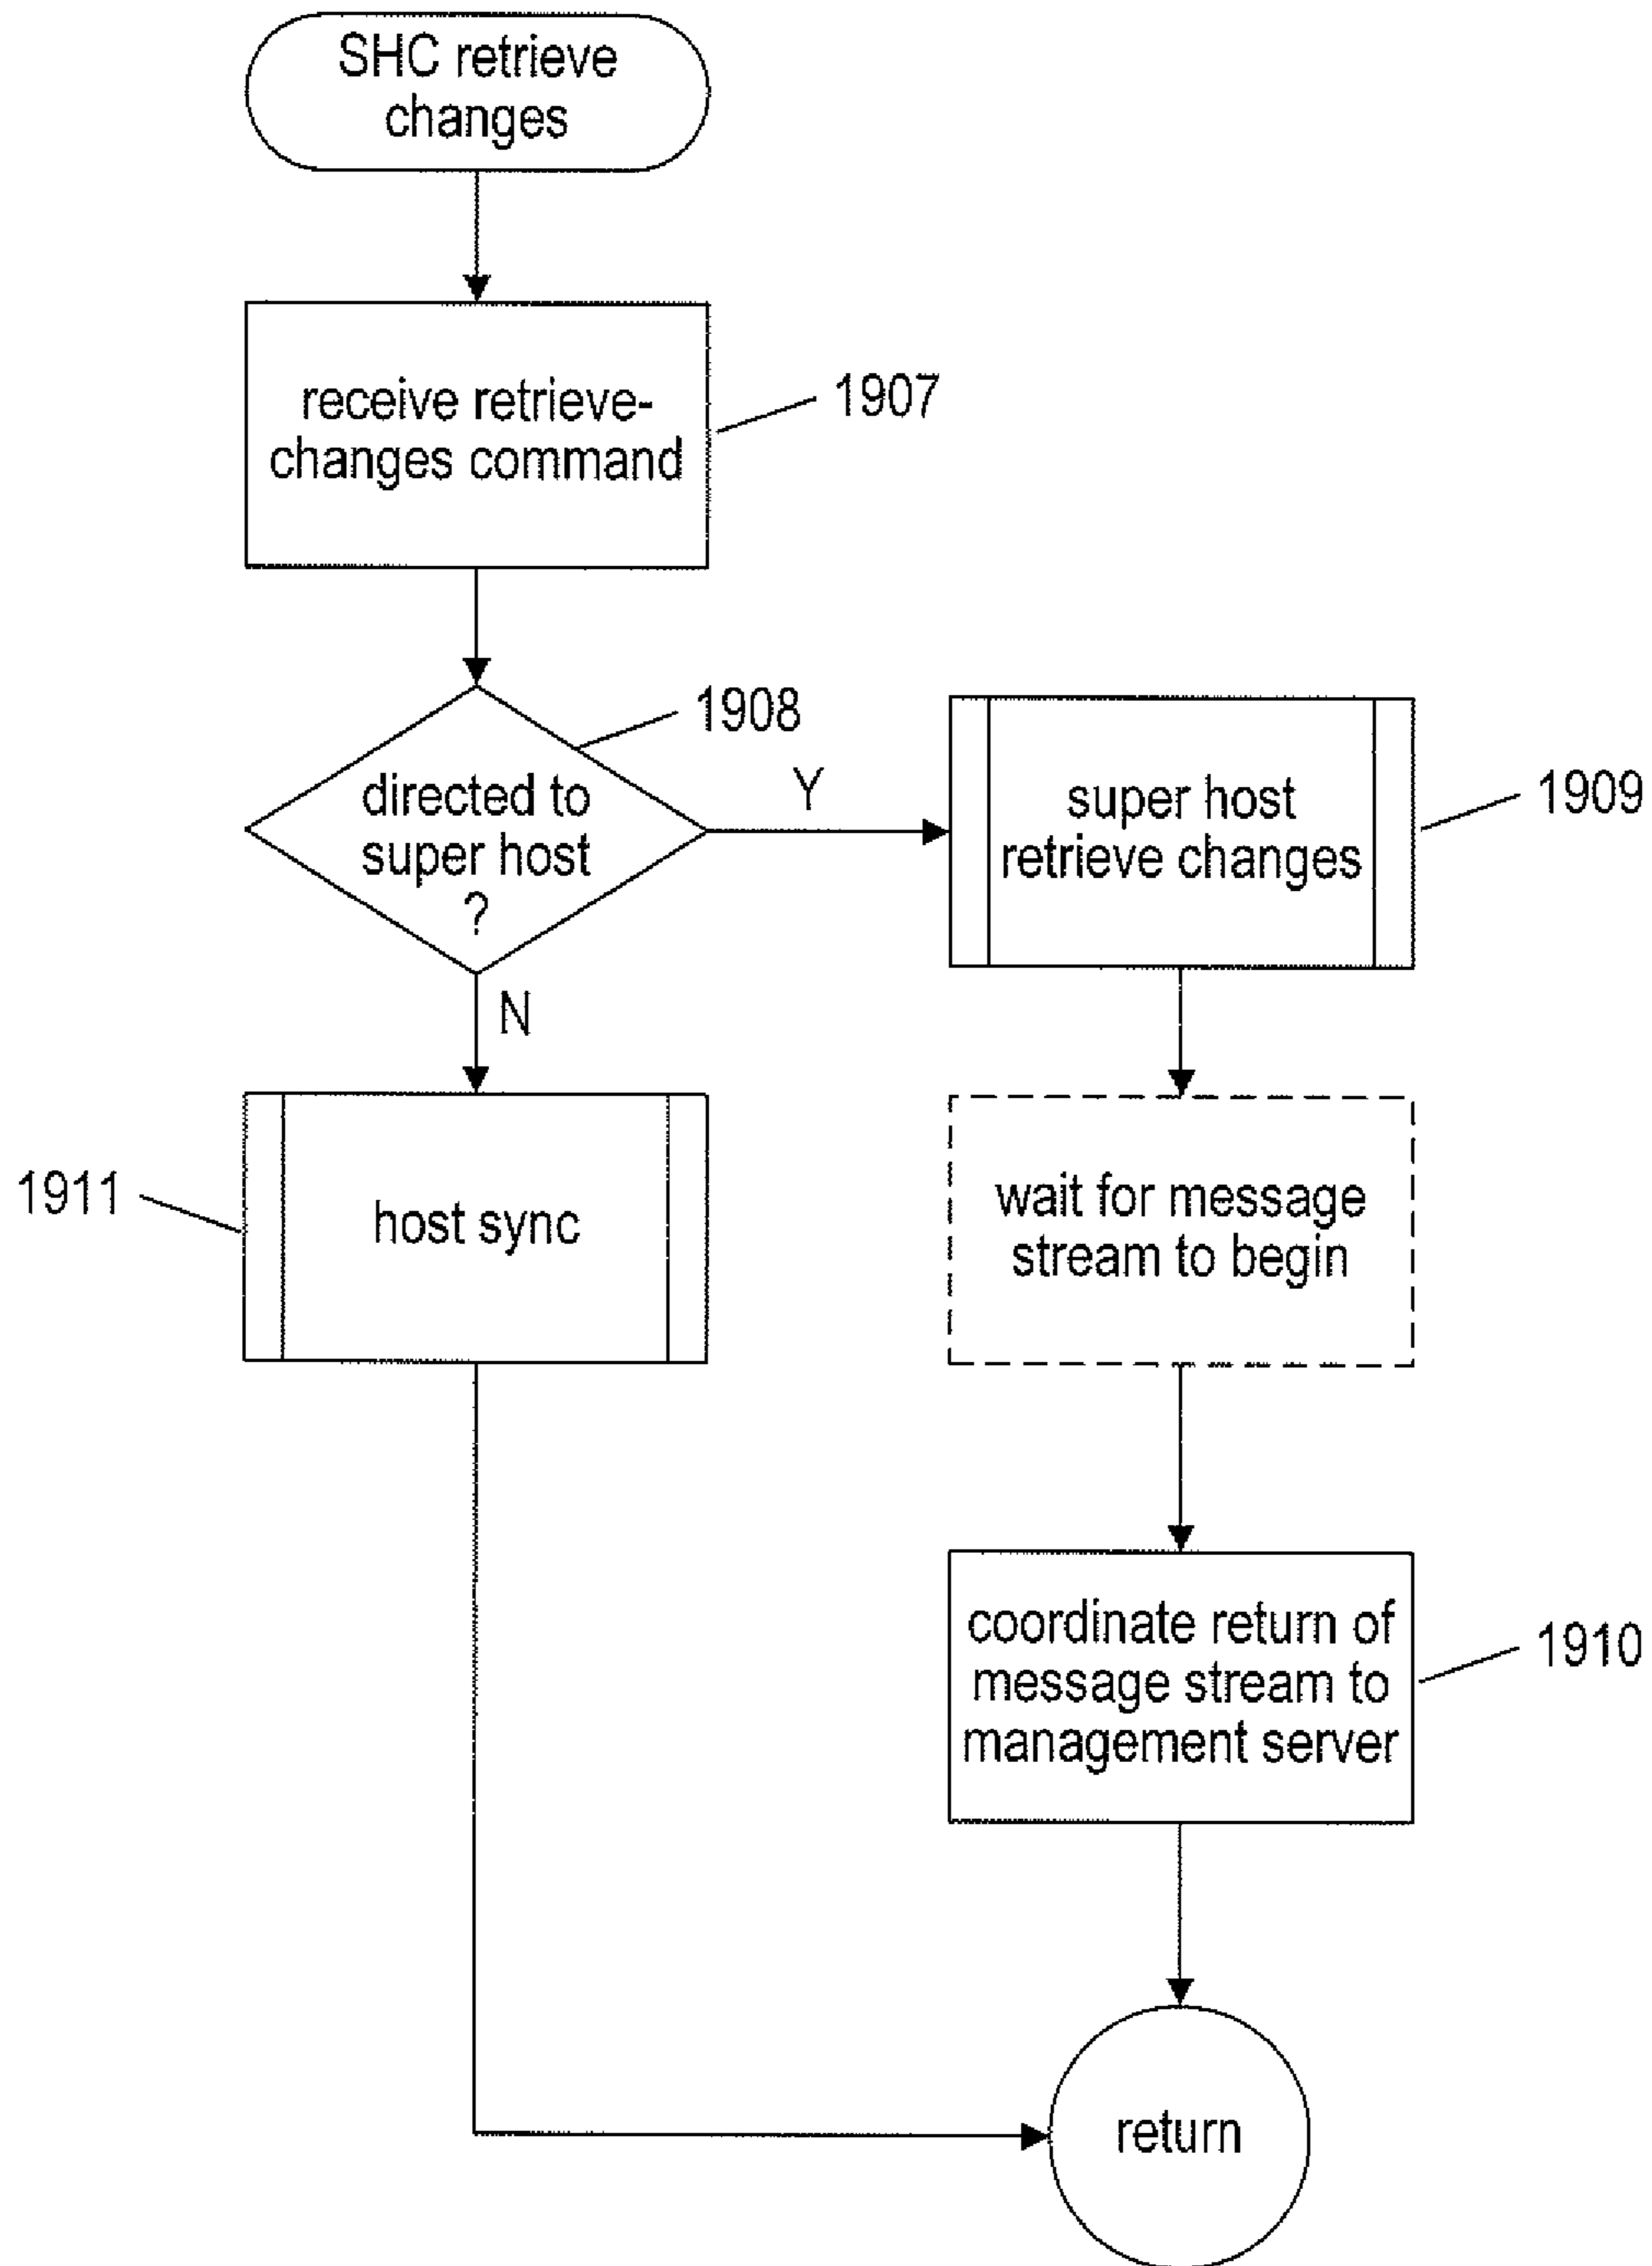 SHC retrieve
changes
receive retrieve-
changes command
1907
1908
directed to
super host
?
Y
N
super host
retrieve changes
1909
wait for message
stream to begin
1911
host sync
coordinate return of
message stream to
management server
1910
return